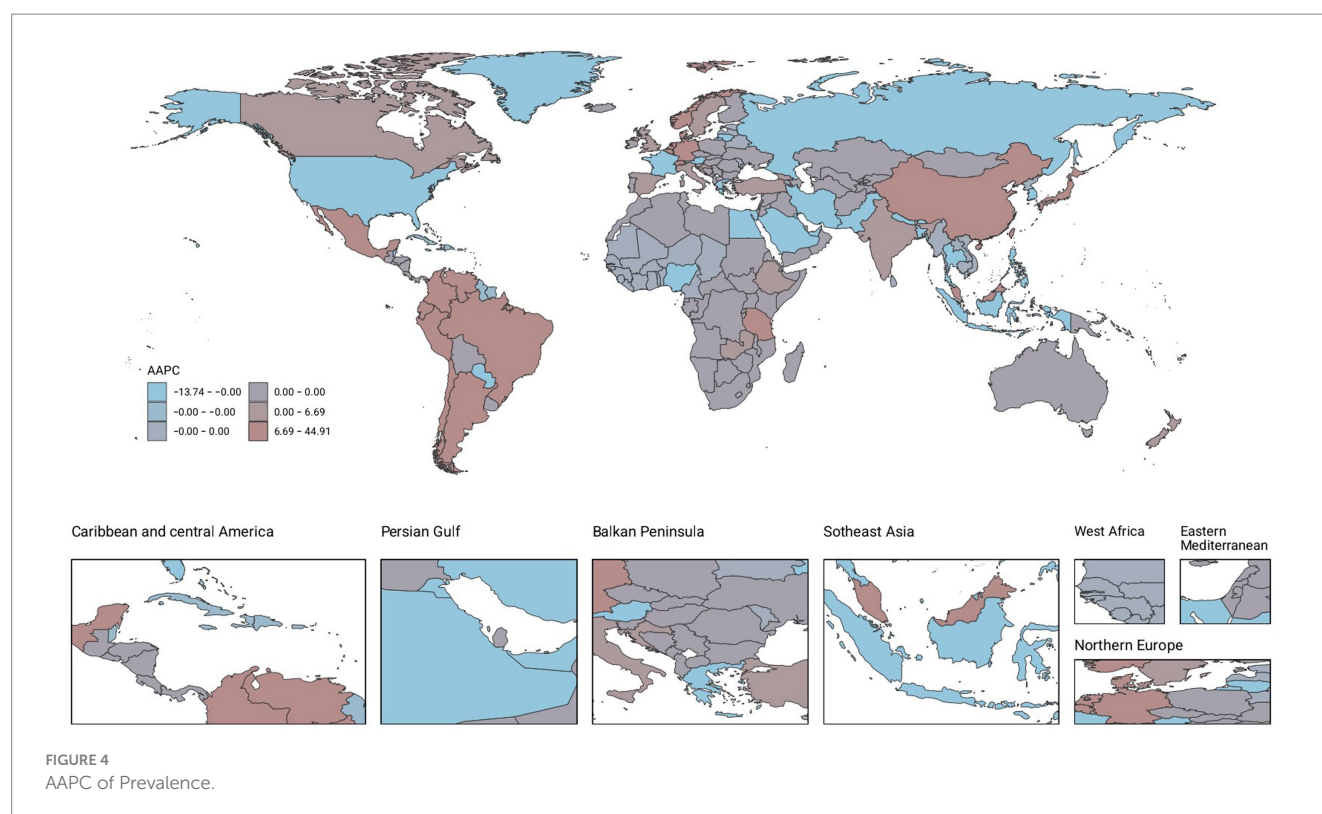 AAPC
-13.74 - -0.00
-0.00 - -0.00
-0.00 - 0.00
0.00 - 0.00
0.00 - 6.69
6.69 - 44.91
Caribbean and central America
Persian Gulf
Balkan Peninsula
Sotheast Asia
West Africa
Eastern
Mediterranean
Northern Europe
FIGURE 4
AAPC of Prevalence.